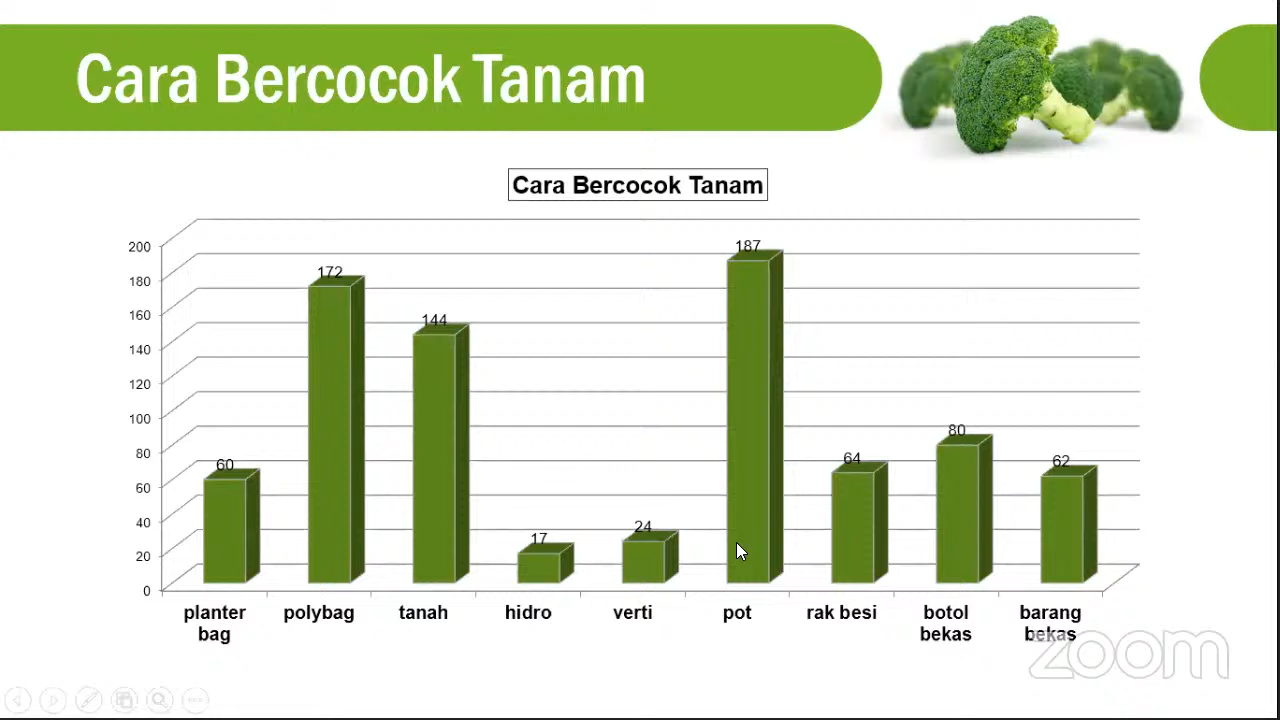 Cara Bercocok Tanam
Cara Bercocok Tanam
200
180
160
140
120
100
80
60
40
20
0
60
172
144
17
24
187
64
80
62
planter bag
polybag
tanah
hidro
verti
pot
rak besi
botol bekas
barang bekas
zoom